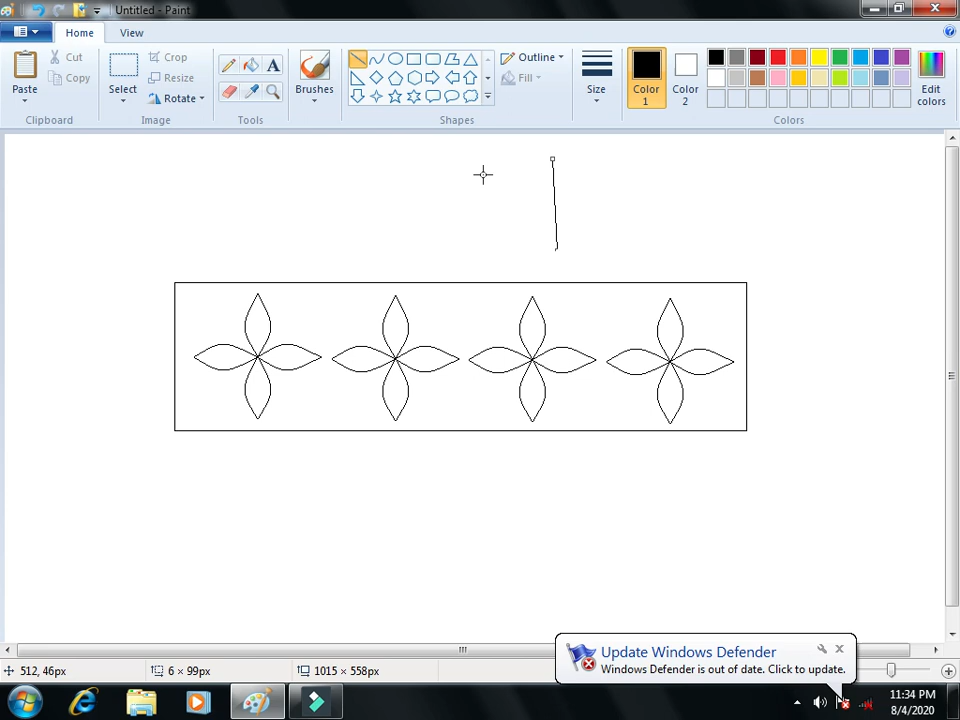 Untitled - Paint
Home View
Paste
Cut
Copy
Clipboard
Select
Crop
Resize
Rotate
Image
Tools
Brushes
Outline
Fill
Shapes
Size
Color 1
Color 2
Edit colors
Colors
512, 46px
6 × 99px
1015 × 558px
Update Windows Defender
Windows Defender is out of date. Click to update.
11:34 PM
8/4/2020